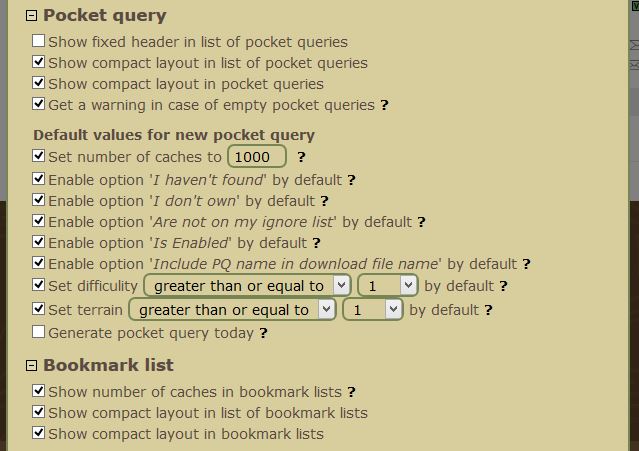 Pocket query
Show fixed header in list of pocket queries
Show compact layout in list of pocket queries
Show compact layout in pocket queries
Get a warning in case of empty pocket queries ?
Default values for new pocket query
Set number of caches to 1000 ?
Enable option 'I haven't found' by default ?
Enable option 'I don't own' by default ?
Enable option 'Are not on my ignore list' by default ?
Enable option 'Is Enabled' by default ?
Enable option 'Include PQ name in download file name' by default ?
Set difficulity greater than or equal to 1 by default ?
Set terrain greater than or equal to 1 by default ?
Generate pocket query today ?
Bookmark list
Show number of caches in bookmark lists ?
Show compact layout in list of bookmark lists
Show compact layout in bookmark lists